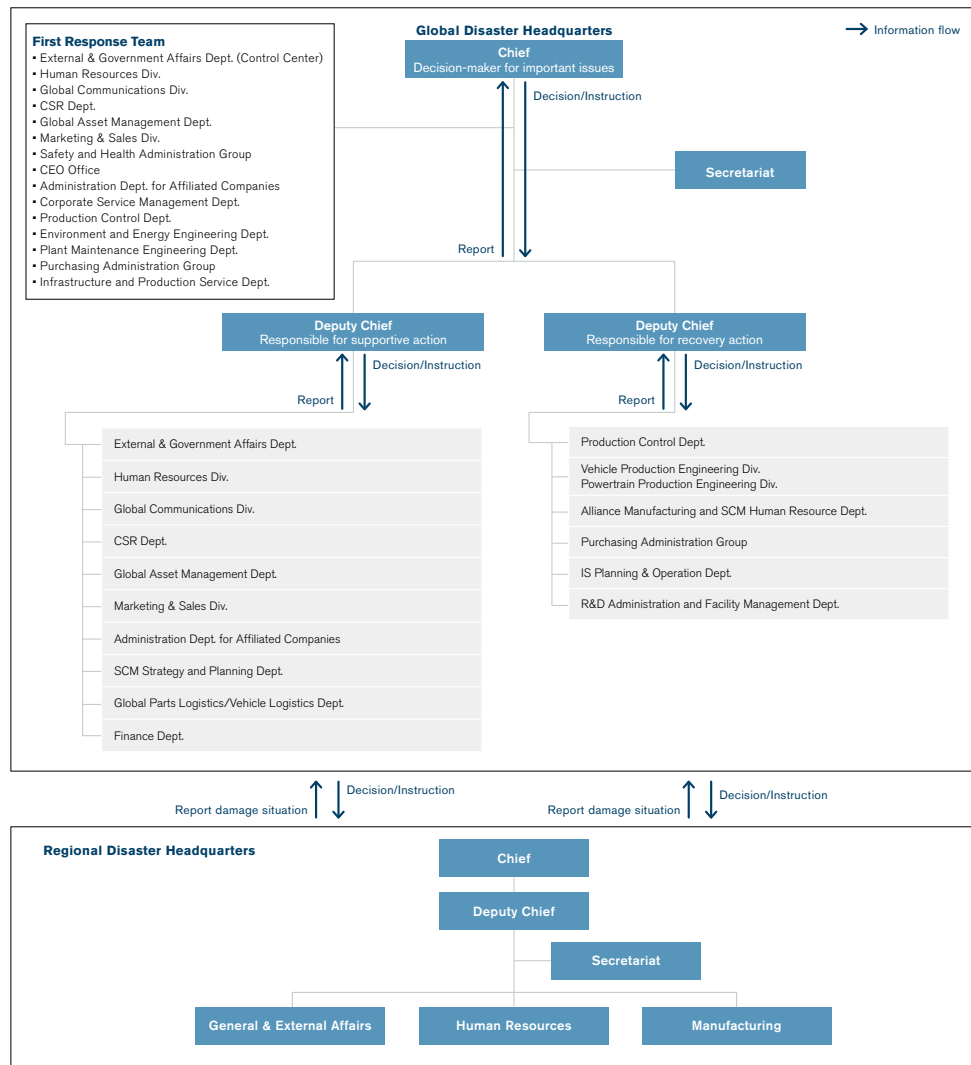 Global Disaster Headquarters
Information flow
First Response Team
▪ External & Government Affairs Dept. (Control Center)
▪ Human Resources Div.
▪ Global Communications Div.
▪ CSR Dept.
▪ Global Asset Management Dept.
▪ Marketing & Sales Div.
▪ Safety and Health Administration Group
▪ CEO Office
▪ Administration Dept. for Affiliated Companies
▪ Corporate Service Management Dept.
▪ Production Control Dept.
▪ Environment and Energy Engineering Dept.
▪ Plant Maintenance Engineering Dept.
▪ Purchasing Administration Group
▪ Infrastructure and Production Service Dept.
Chief
Decision-maker for important issues
Decision/Instruction
Secretariat
Report
Deputy Chief
Responsible for supportive action
Decision/Instruction
Report
External & Government Affairs Dept.
Human Resources Div.
Global Communications Div.
CSR Dept.
Global Asset Management Dept.
Marketing & Sales Div.
Administration Dept. for Affiliated Companies
SCM Strategy and Planning Dept.
Global Parts Logistics/Vehicle Logistics Dept.
Finance Dept.
Deputy Chief
Responsible for recovery action
Decision/Instruction
Report
Production Control Dept.
Vehicle Production Engineering Div.
Powertrain Production Engineering Div.
Alliance Manufacturing and SCM Human Resource Dept.
Purchasing Administration Group
IS Planning & Operation Dept.
R&D Administration and Facility Management Dept.
Decision/Instruction
Report damage situation
Decision/Instruction
Report damage situation
Regional Disaster Headquarters
Chief
Deputy Chief
Secretariat
General & External Affairs
Human Resources
Manufacturing